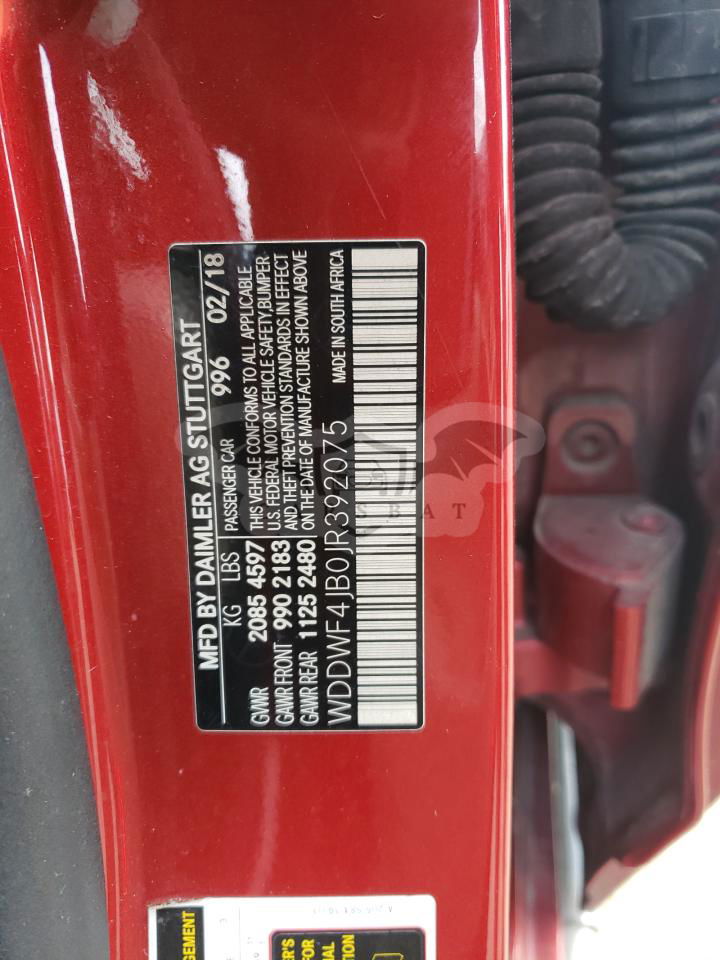 MFD BY DAIMLER AG STUTTGART
KG LBS PASSENGER CAR 996 02/18
GVWR 2085 4597 THIS VEHICLE CONFORMS TO ALL APPLICABLE
U.S. FEDERAL MOTOR VEHICLE SAFETY,BUMPER
GAWR FRONT 990 2183 AND THEFT PREVENTION STANDARDS IN EFFECT
GAWR REAR 1125 2480 ON THE DATE OF MANUFACTURE SHOWN ABOVE
WDDWF4JB0JR392075 MADE IN SOUTH AFRICA
SBAT